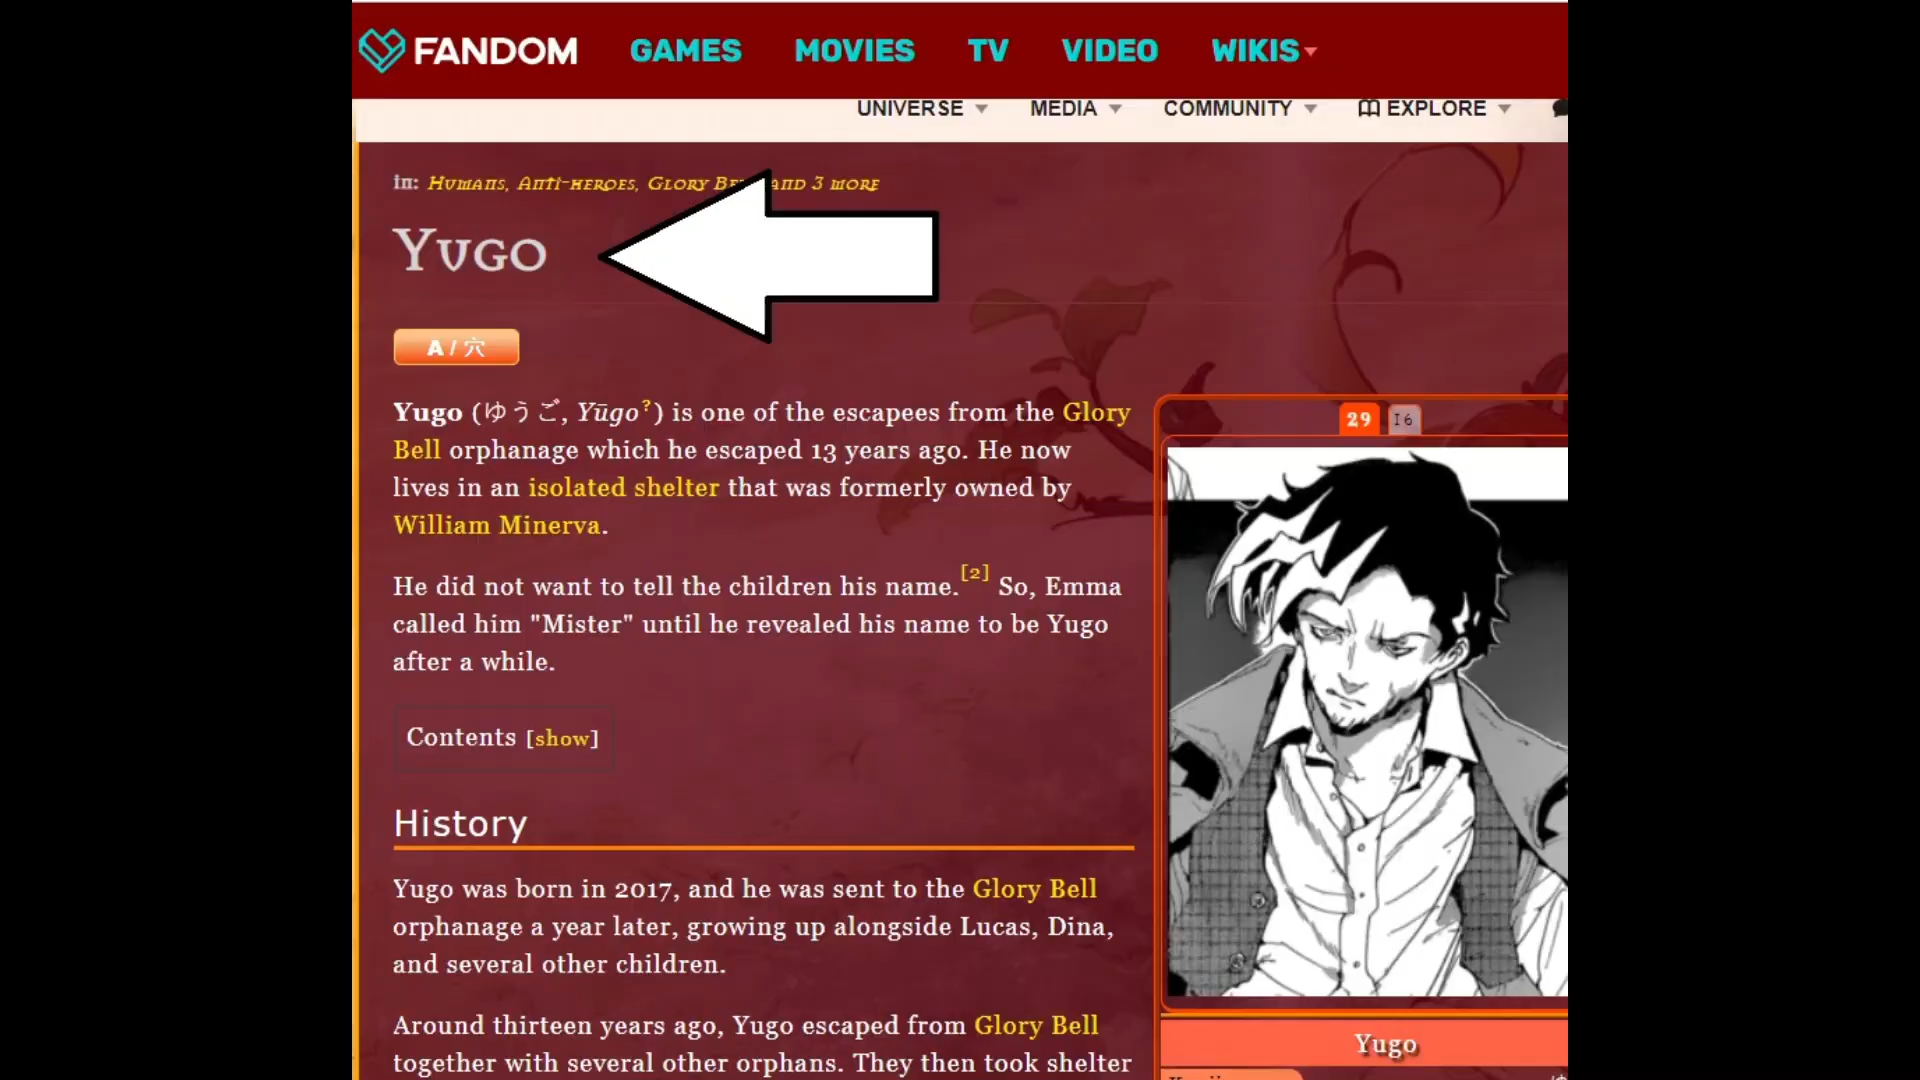 FANDOM GAMES MOVIES TV VIDEO WIKIS
UNIVERSE MEDIA COMMUNITY EXPLORE
in: Humans, Anti-heroes, Glory and 3 more
Yugo
A / 穴
Yugo (ゆうご, Yūgo?) is one of the escapees from the Glory
Bell orphanage which he escaped 13 years ago. He now
lives in an isolated shelter that was formerly owned by
William Minerva.
He did not want to tell the children his name.[2] So, Emma
called him "Mister" until he revealed his name to be Yugo
after a while.
Contents [show]
History
Yugo was born in 2017, and he was sent to the Glory Bell
orphanage a year later, growing up alongside Lucas, Dina,
and several other children.
Around thirteen years ago, Yugo escaped from Glory Bell
together with several other orphans. They then took shelter
29 16
Yugo